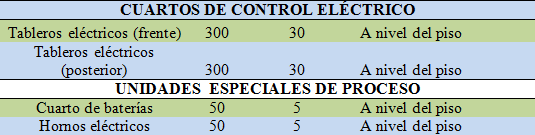 CUARTOS DE CONTROL ELÉCTRICO
Tableros eléctricos (frente) 300 30 A nivel del piso
Tableros eléctricos
(posterior) 300 30 A nivel del piso
UNIDADES ESPECIALES DE PROCESO
Cuarto de baterías 50 5 A nivel del piso
Hornos eléctricos 50 5 A nivel del piso